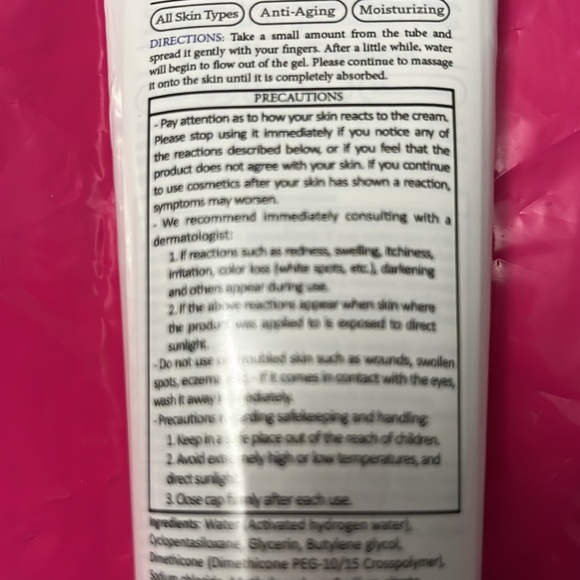 All Skin Types Anti-Aging Moisturizing
DIRECTIONS: Take a small amount from the tube and
spread it gently with your fingers. After a little while, water
will begin to flow out of the gel. Please continue to massage
it onto the skin until it is completely absorbed.
PRECAUTIONS
- Pay attention as to how your skin reacts to the cream.
Please stop using it immediately if you notice any of
the reactions described below, or if you feel that the
product does not agree with your skin. If you continue
to use cosmetics after your skin has shown a reaction,
symptoms may worsen.
- We recommend immediately consulting with a
dermatologist:
1. If reactions such as redness, swelling, itchiness,
irritation, color loss (white spots, etc.), darkening
and others appear during use.
2. If the above reactions appear when skin where
the product was applied to is exposed to direct
sunlight.
- Do not use troubled skin such as wounds, swollen
spots, - If it comes in contact with the eyes,
wash it away
- Precautions safekeeping and handling:
1. Keep in a place out of the reach of children.
2. Avoid extremely high or low temperatures, and
direct sunlight
3. Close cap firmly after each use.
Ingredients: Water, Activated hydrogen water),
Cyclopentasiloxane, Glycerin, Butylene glycol,
Dimethicone (Dimethicone PEG-10/15 Crosspolymer),
Sodium chloride,